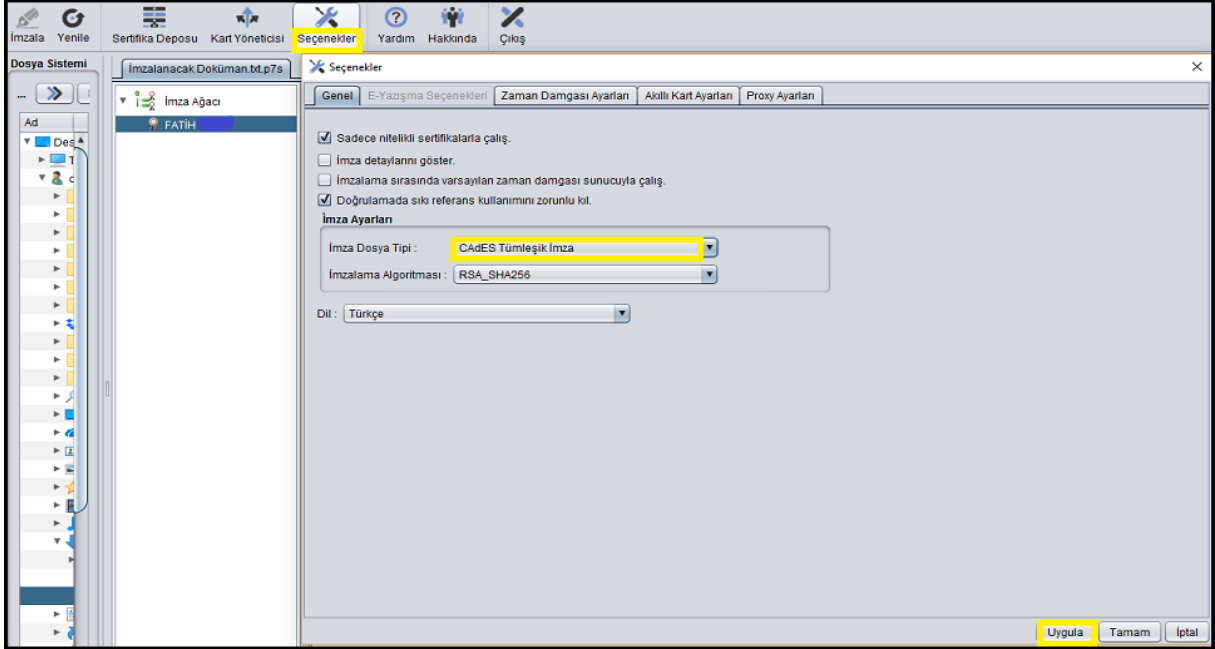 İmzala Yenile Sertifika Deposu Kart Yöneticisi Seçenekler Yardım Hakkında Çıkış
Dosya Sistemi
...
Ad
Des
İmzalanacak Doküman.txt.p7s
İmza Ağacı
FATİH
Seçenekler
Genel E-Yazışma Seçenekleri Zaman Damgası Ayarları Akıllı Kart Ayarları Proxy Ayarları
Sadece nitelikli sertifikalarla çalış.
İmza detaylarını göster.
İmzalama sırasında varsayılan zaman damgası sunucuyla çalış.
Doğrulamada sıkı referans kullanımını zorunlu kıl.
İmza Ayarları
İmza Dosya Tipi : CAdES Tümleşik İmza
İmzalama Algoritması : RSA_SHA256
Dil : Türkçe
Uygula Tamam İptal